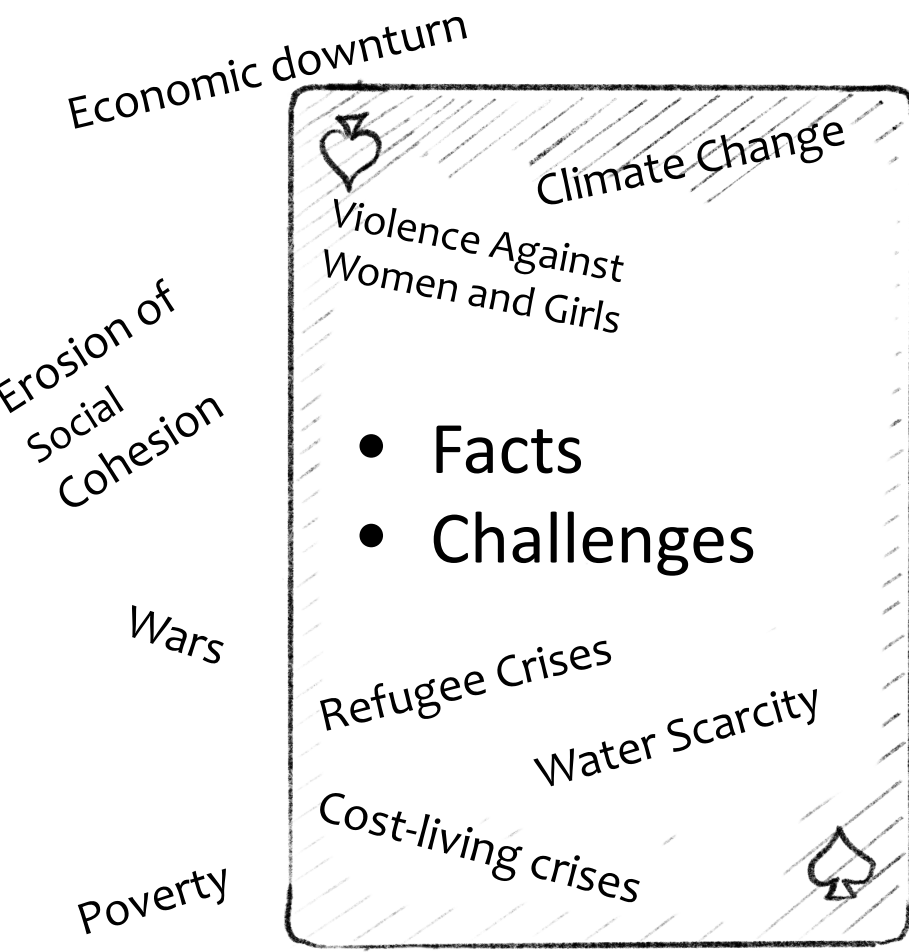 Economic downturn
Climate Change
Violence Against
Women and Girls
Erosion of
Social
Cohesion
• Facts
• Challenges
Wars
Refugee Crises
Water Scarcity
Cost-living crises
Poverty